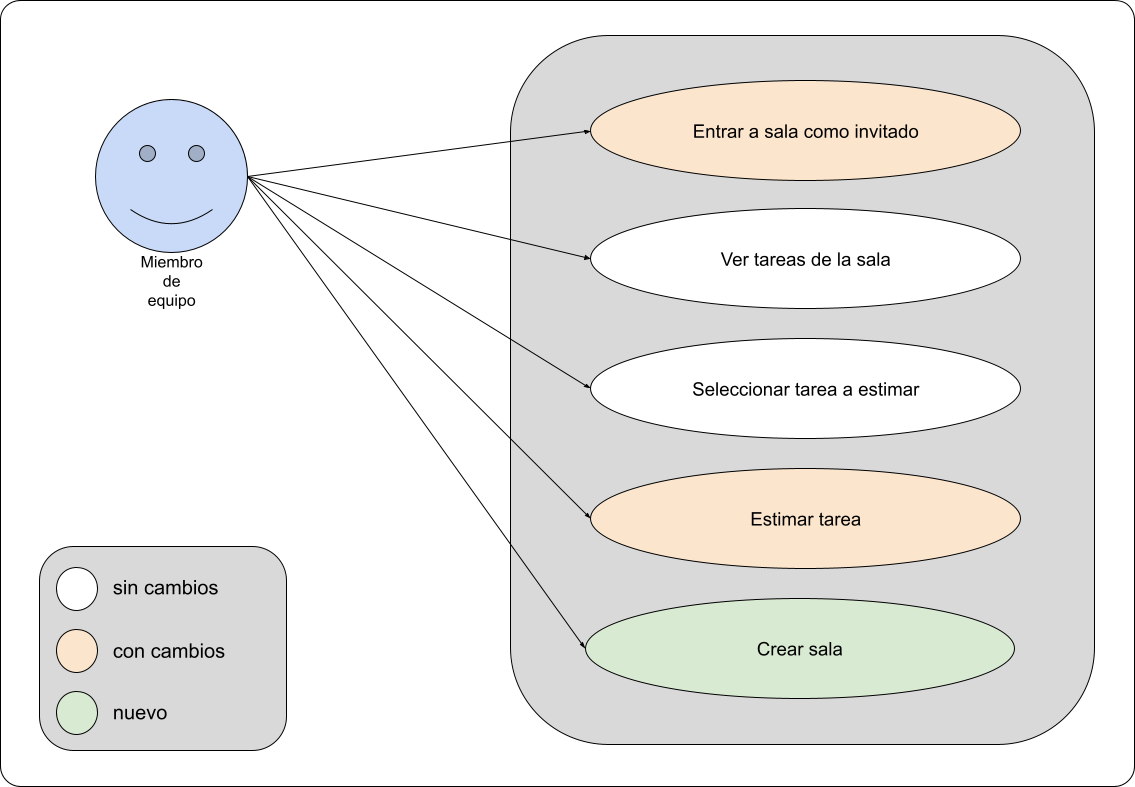 Entrar a sala como invitado
Ver tareas de la sala
Miembro
de
equipo
Seleccionar tarea a estimar
Estimar tarea
Crear sala
sin cambios
con cambios
nuevo